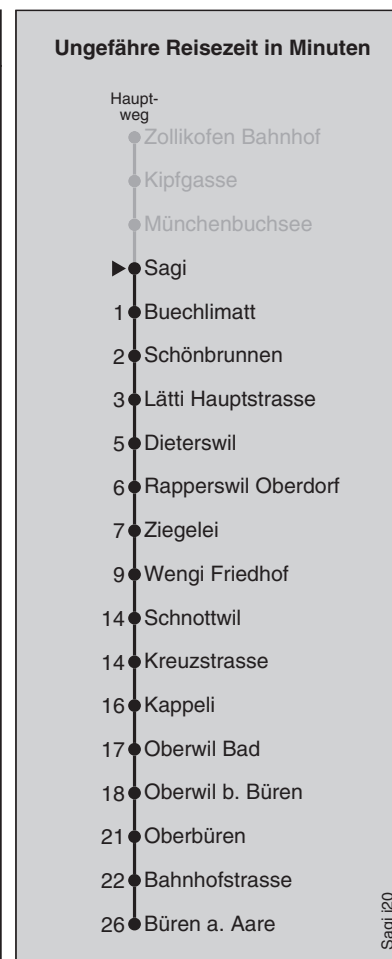 Ungefähre Reisezeit in Minuten
Haupt-
weg
Zollikofen Bahnhof
Kipfgasse
Münchenbuchsee
Sagi
1 Buechlimatt
2 Schönbrunnen
3 Lätti Hauptstrasse
5 Dieterswil
6 Rapperswil Oberdorf
7 Ziegelei
9 Wengi Friedhof
14 Schnottwil
14 Kreuzstrasse
16 Kappeli
17 Oberwil Bad
18 Oberwil b. Büren
21 Oberbüren
22 Bahnhofstrasse
26 Büren a. Aare
Sagi j20